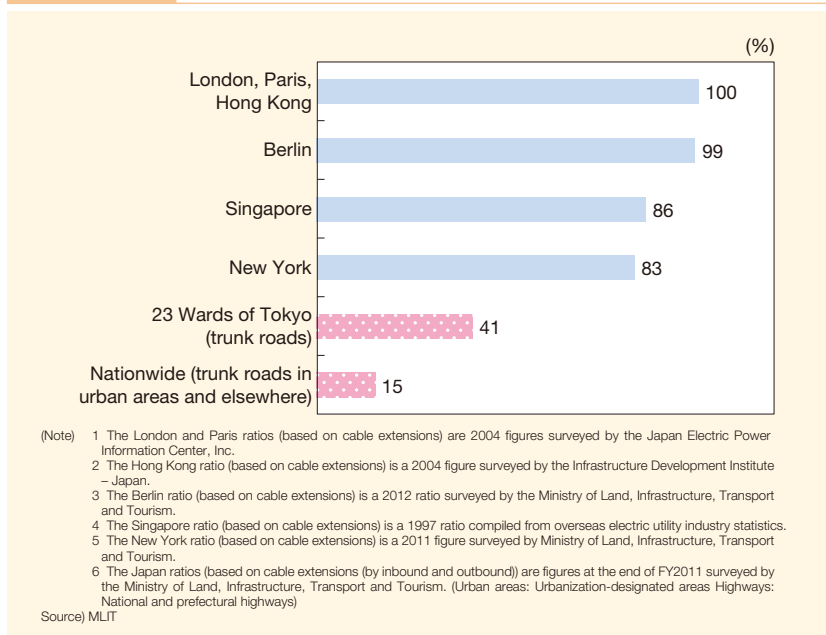 (%)
London, Paris,
Hong Kong
100
Berlin
99
Singapore
86
New York
83
23 Wards of Tokyo
(trunk roads)
41
Nationwide (trunk roads in
urban areas and elsewhere)
15
(Note) 1 The London and Paris ratios (based on cable extensions) are 2004 figures surveyed by the Japan Electric Power
Information Center, Inc.
2 The Hong Kong ratio (based on cable extensions) is a 2004 figure surveyed by the Infrastructure Development Institute
– Japan.
3 The Berlin ratio (based on cable extensions) is a 2012 ratio surveyed by the Ministry of Land, Infrastructure, Transport
and Tourism.
4 The Singapore ratio (based on cable extensions) is a 1997 ratio compiled from overseas electric utility industry statistics.
5 The New York ratio (based on cable extensions) is a 2011 figure surveyed by Ministry of Land, Infrastructure, Transport
and Tourism.
6 The Japan ratios (based on cable extensions (by inbound and outbound)) are figures at the end of FY2011 surveyed by
the Ministry of Land, Infrastructure, Transport and Tourism. (Urban areas: Urbanization-designated areas Highways:
National and prefectural highways)
Source) MLIT